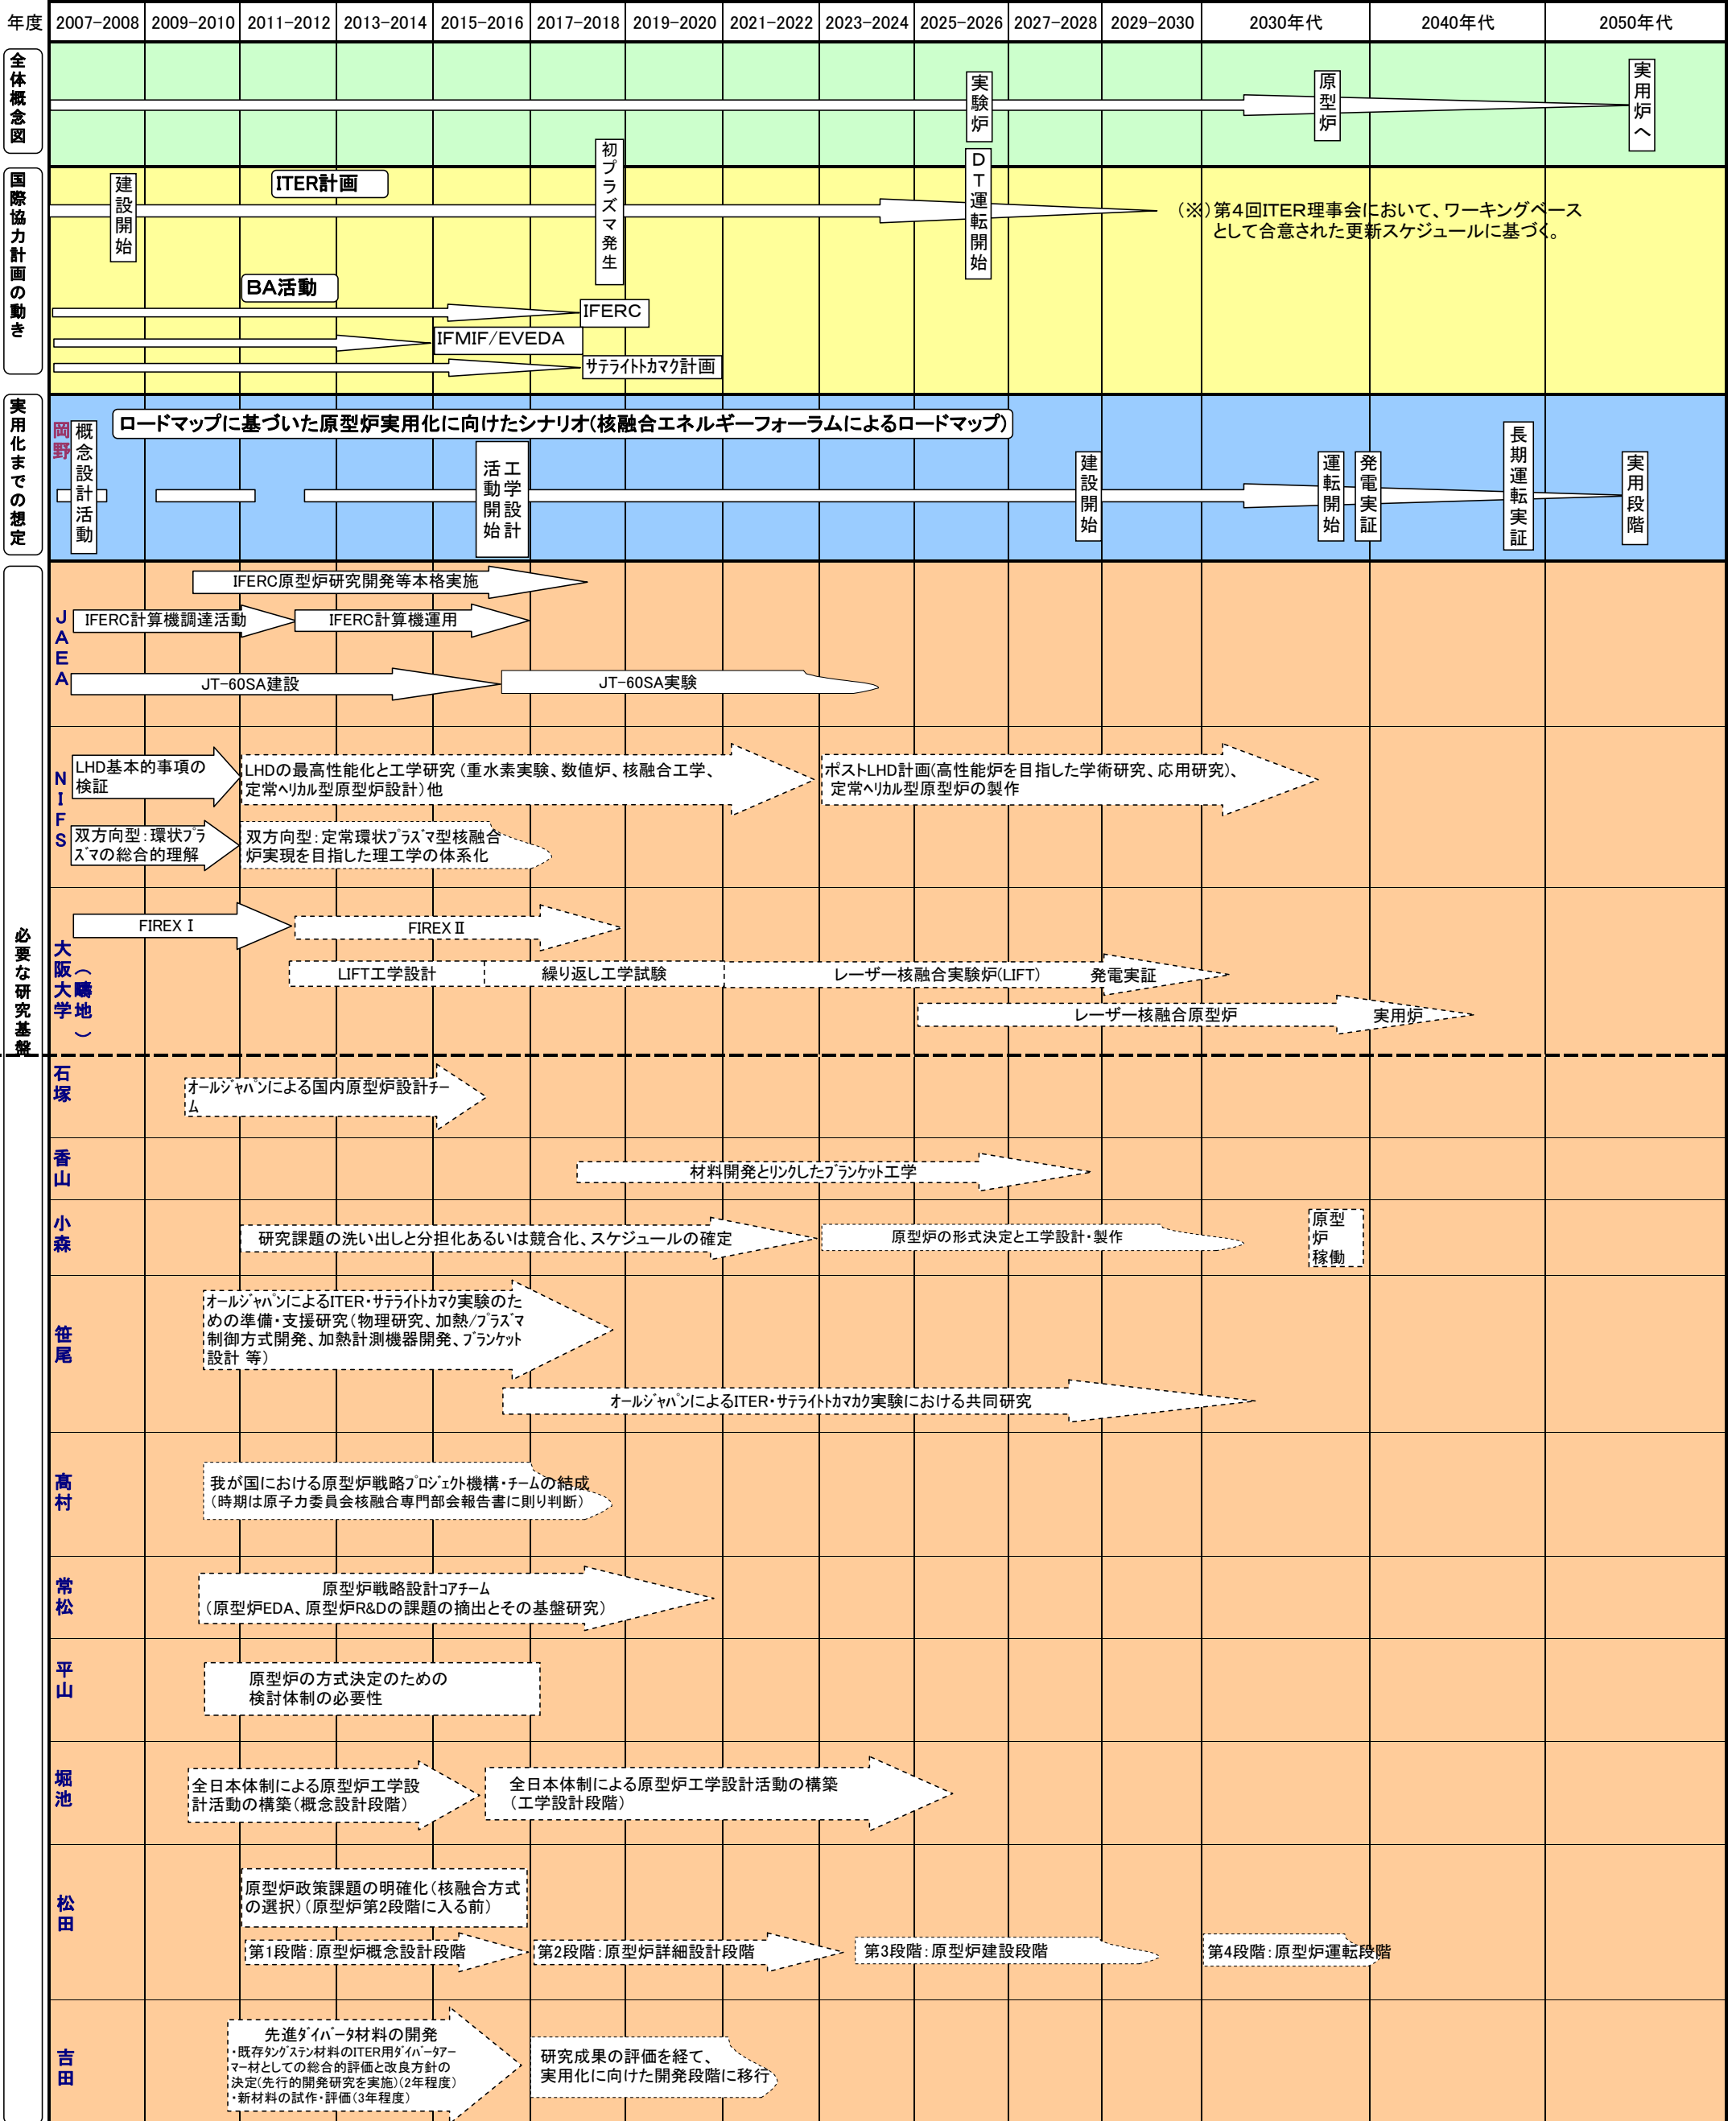 年度
2007-2008
2009-2010
2011-2012
2013-2014
2015-2016
2017-2018
2019-2020
2021-2022
2023-2024
2025-2026
2027-2028
2029-2030
2030年代
2040年代
2050年代
全体概念図
実験炉
原型炉
実用炉へ
国際協力計画の動き
建設開始
ITER計画
初プラズマ発生
DT運転開始
(※)第4回ITER理事会において、ワーキングベース
として合意された更新スケジュールに基づく。
BA活動
IFERC
IFMIF/EVEDA
ｻﾃﾗｲﾄﾄｶﾏｸ計画
実用化までの想定
岡野
概念設計活動
ロードマップに基づいた原型炉実用化に向けたシナリオ(核融合エネルギーフォーラムによるロードマップ)
工学設計
活動開始
建設開始
運転開始
発電実証
長期運転実証
実用段階
必要な研究基盤
JAEA
IFERC原型炉研究開発等本格実施
IFERC計算機調達活動
IFERC計算機運用
JT-60SA建設
JT-60SA実験
NIFS
LHD基本的事項の
検証
LHDの最高性能化と工学研究(重水素実験、数値炉、核融合工学、
定常ﾍﾘｶﾙ型原型炉設計)他
ポストLHD計画(高性能炉を目指した学術研究、応用研究)、
定常ﾍﾘｶﾙ型原型炉の製作
双方向型:環状ﾌﾟﾗ
ｽﾞﾏの総合的理解
双方向型:定常環状ﾌﾟﾗｽﾞﾏ型核融合
炉実現を目指した理工学の体系化
大阪大学
地)
FIREXⅠ
FIREXⅡ
LIFT工学設計
繰り返し工学試験
レーザー核融合実験炉(LIFT)
発電実証
レーザー核融合原型炉
実用炉
石塚
ｵｰﾙｼﾞｬﾊﾟﾝによる国内原型炉設計ﾁｰ
ﾑ
香山
材料開発とﾘﾝｸしたﾌﾞﾗﾝｹｯﾄ工学
小森
研究課題の洗い出しと分担化あるいは競合化、スケジュールの確定
原型炉の形式決定と工学設計・製作
原型
炉
稼働
笹尾
ｵｰﾙｼﾞｬﾊﾟﾝによるITER・ｻﾃﾗｲﾄﾄｶﾏｸ実験のた
めの準備・支援研究(物理研究、加熱/ﾌﾟﾗｽﾞﾏ
制御方式開発、加熱計測機器開発、ﾌﾞﾗﾝｹｯﾄ
設計 等)
ｵｰﾙｼﾞｬﾊﾟﾝによるITER・ｻﾃﾗｲﾄﾄｶﾏｶｸ実験における共同研究
髙村
我が国における原型炉戦略ﾌﾟﾛｼﾞｪｸﾄ機構・ﾁｰﾑの結成
(時期は原子力委員会核融合専門部会報告書に則り判断)
常松
原型炉戦略設計ｺｱﾁｰﾑ
(原型炉EDA、原型炉R&Dの課題の摘出とその基盤研究)
平山
原型炉の方式決定のための
検討体制の必要性
堀池
全日本体制による原型炉工学設
計活動の構築(概念設計段階)
全日本体制による原型炉工学設計活動の構築
(工学設計段階)
松田
原型炉政策課題の明確化(核融合方式
の選択)(原型炉第2段階に入る前)
第1段階:原型炉概念設計段階
第2段階:原型炉詳細設計段階
第3段階:原型炉建設段階
第4段階:原型炉運転段階
吉田
先進ﾀﾞｲﾊﾞｰﾀ材料の開発
・既存ﾀﾝｸﾞｽﾃﾝ材料のITER用ﾀﾞｲﾊﾞｰﾀｱｰ
ﾏｰ材としての総合的評価と改良方針の
決定(先行的開発研究を実施)(2年程度)
・新材料の試作・評価(3年程度)
研究成果の評価を経て、
実用化に向けた開発段階に移行